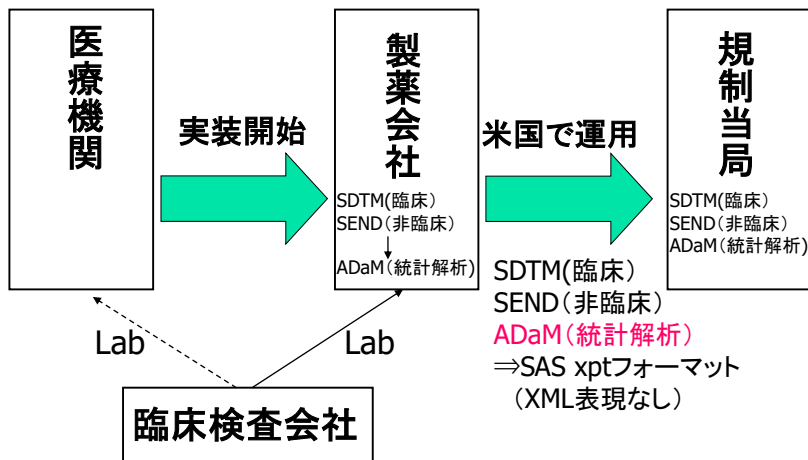 医療機関
実装開始
製薬会社
SDTM(臨床)
SEND(非臨床)
ADaM(統計解析)
米国で運用
規制当局
SDTM(臨床)
SEND(非臨床)
ADaM(統計解析)
SDTM(臨床)
SEND(非臨床)
ADaM(統計解析)
⇒SAS xptフォーマット
(XML表現なし)
Lab
Lab
臨床検査会社